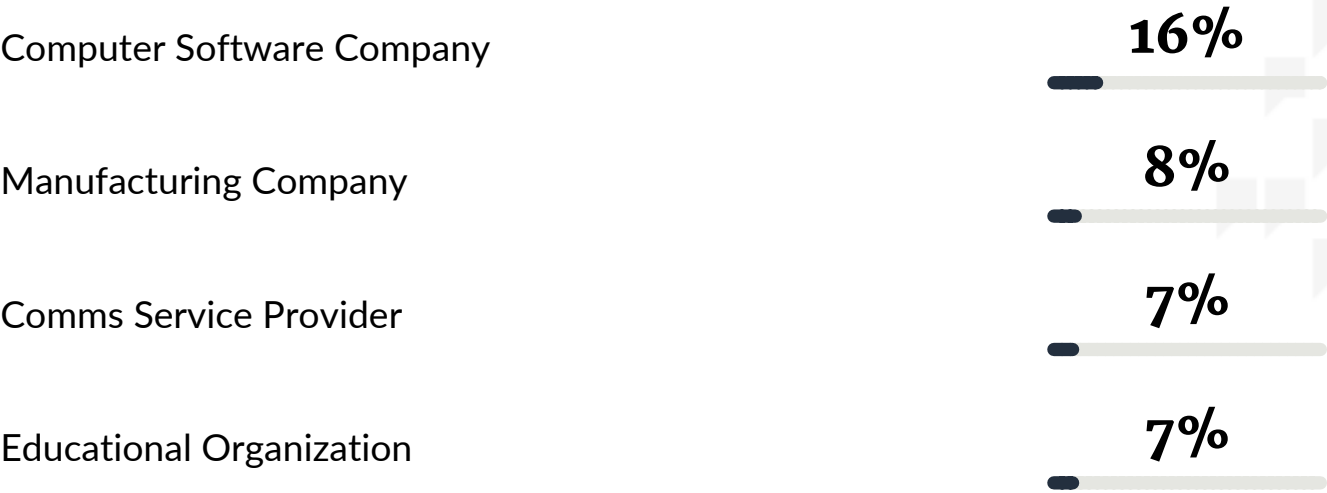 Computer Software Company
16%
Manufacturing Company
8%
Comms Service Provider
7%
Educational Organization
7%